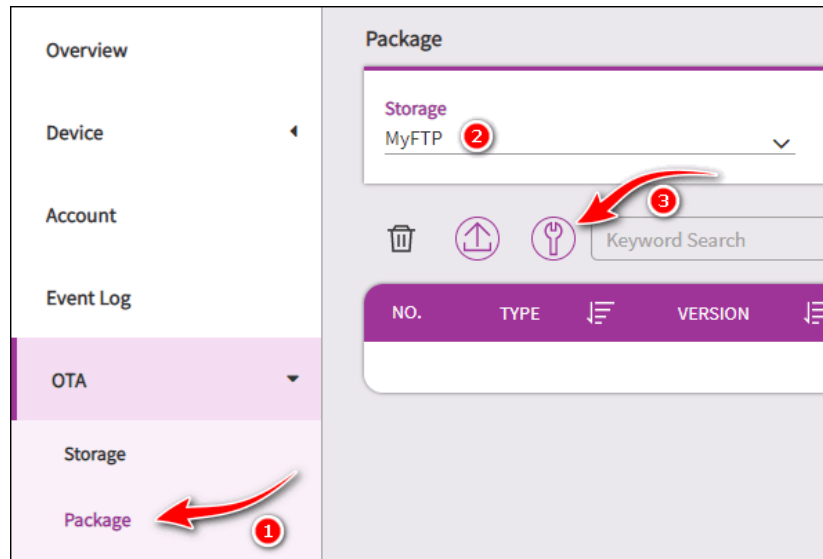 Overview
Device
Account
Event Log
OTA
Storage
Package
1
Package
Storage
MyFTP 2
3
Keyword Search
NO. TYPE VERSION